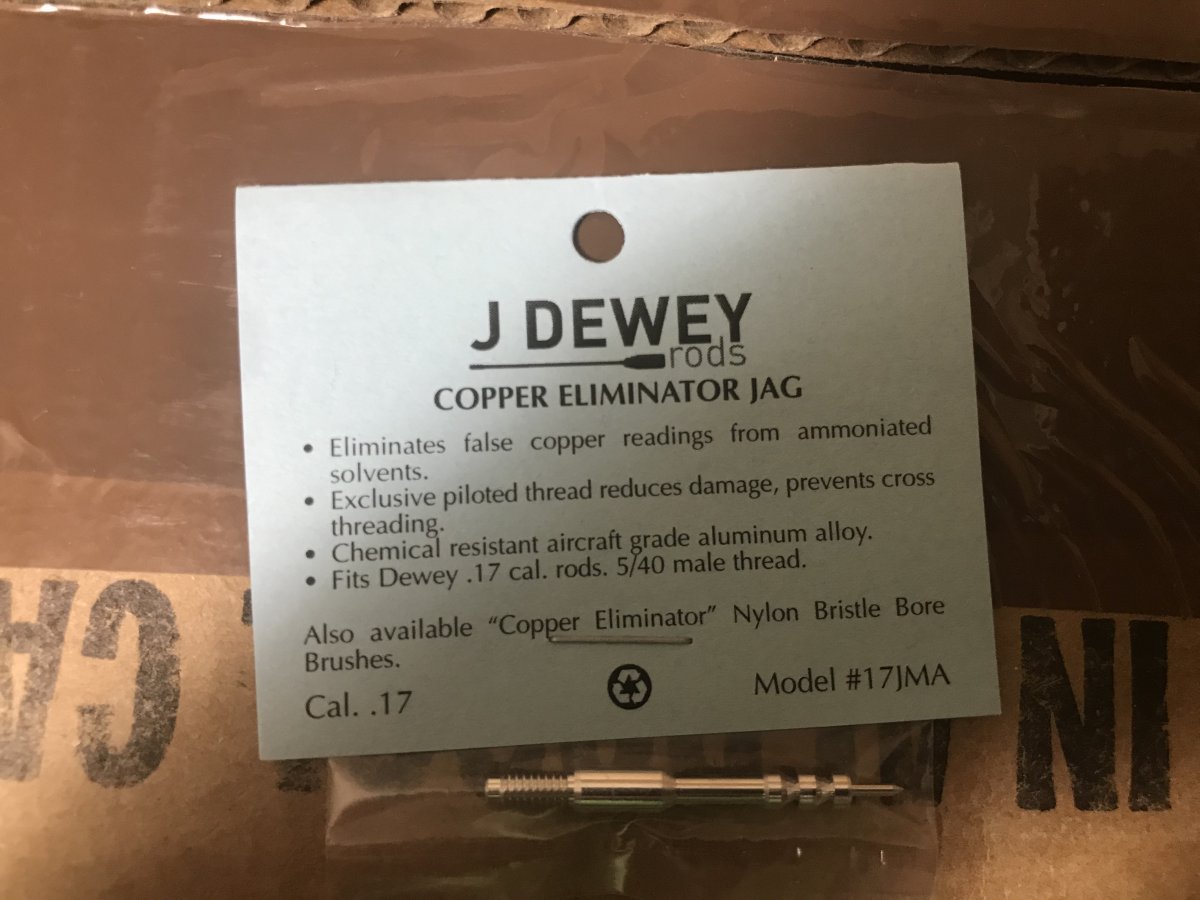 J DEWEY
rods
COPPER ELIMINATOR JAG
• Eliminates false copper readings from ammoniated
solvents.
• Exclusive piloted thread reduces damage, prevents cross
threading.
• Chemical resistant aircraft grade aluminum alloy.
• Fits Dewey .17 cal. rods. 5/40 male thread.
Also available “Copper Eliminator” Nylon Bristle Bore
Brushes.
Cal. .17
Model #17JMA
IN